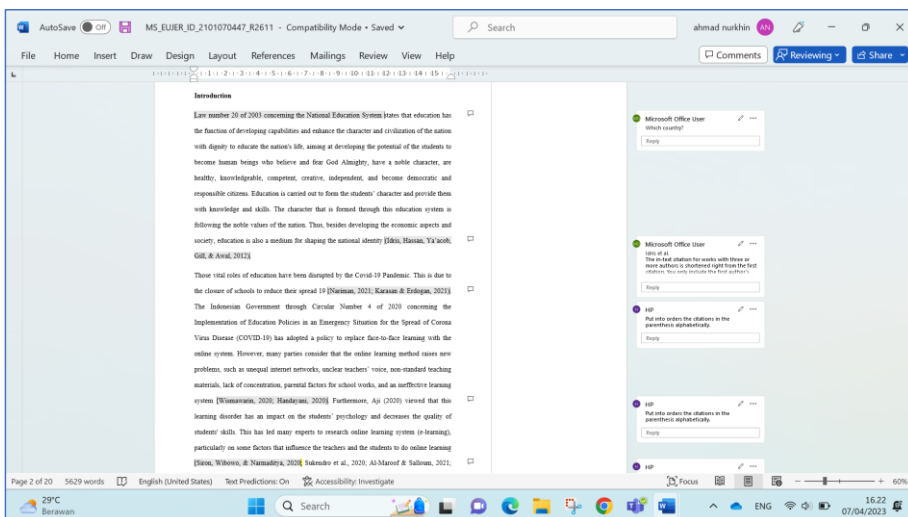 AutoSave Off MS_EUJER_ID_2101070447_R2611 - Compatibility Mode • Saved Search ahmad nurkhin AN
File Home Insert Draw Design Layout References Mailings Review View Help Comments Reviewing Share
Introduction
Law number 20 of 2003 concerning the National Education System states that education has
the function of developing capabilities and enhance the character and civilization of the nation
with dignity to educate the nation's life, aiming at developing the potential of the students to
become human beings who believe and fear God Almighty, have a noble character, are
healthy, knowledgeable, competent, creative, independent, and become democratic and
responsible citizens. Education is carried out to form the students' character and provide them
with knowledge and skills. The character that is formed through this education system is
following the noble values of the nation. Thus, besides developing the economic aspects and
society, education is also a medium for shaping the national identity (Idris, Hassan, Ya'acob,
Gill, & Awal, 2012).
Those vital roles of education have been disrupted by the Covid-19 Pandemic. This is due to
the closure of schools to reduce their spread 19 (Nariman, 2021; Karasan & Erdogan, 2021).
The Indonesian Government through Circular Number 4 of 2020 concerning the
Implementation of Education Policies in an Emergency Situation for the Spread of Corona
Virus Disease (COVID-19) has adopted a policy to replace face-to-face learning with the
online system. However, many parties consider that the online learning method raises new
problems, such as unequal internet networks, unclear teachers' voice, non-standard teaching
materials, lack of concentration, parental factors for school works, and an ineffective learning
system (Wismawarin, 2020; Handayani, 2020). Furthermore, Aji (2020) viewed that this
learning disorder has an impact on the students' psychology and decreases the quality of
students' skills. This has led many experts to research online learning system (e-learning),
particularly on some factors that influence the teachers and the students to do online learning
(Siron, Wibowo, & Narmaditya, 2020; Sukendro et al., 2020; Al-Maroof & Salloum, 2021;
Microsoft Office User
Which country?
Reply
Microsoft Office User
Idris et al.
The in-text citation for works with three or
more authors is shortened right from the first
citation. You only include the first author's
Reply
HP
Put into orders the citations in the
parenthesis alphabetically.
Reply
HP
Put into orders the citations in the
parenthesis alphabetically.
Reply
HP
Page 2 of 20 5629 words English (United States) Text Predictions: On Accessibility: Investigate Focus 60%
29°C
Berawan
Search
ENG
16.22
07/04/2023